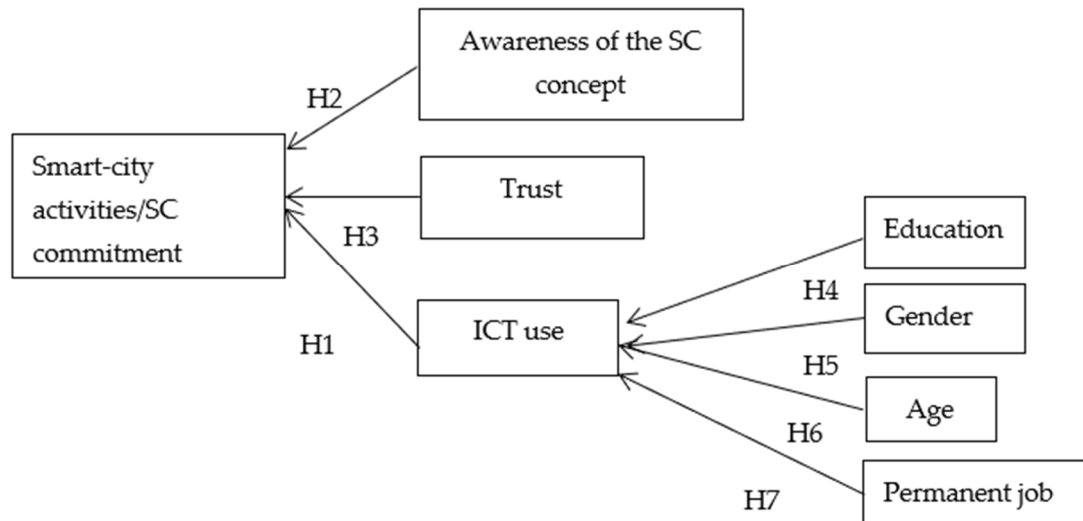 Awareness of the SC
concept
H2
Smart-city
activities/SC
commitment
Trust
H3
Education
H4
ICT use
Gender
H1
H5
Age
H6
Permanent job
H7